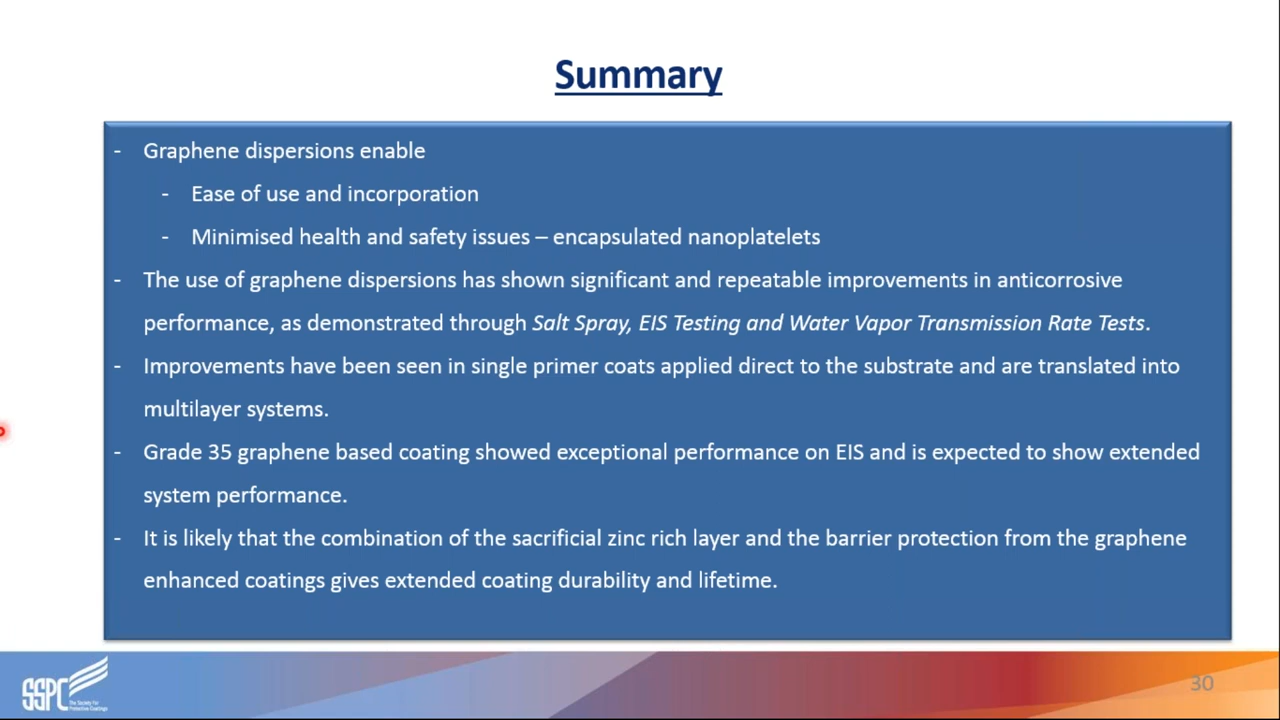 Summary
- Graphene dispersions enable
- Ease of use and incorporation
- Minimised health and safety issues – encapsulated nanoplatelets
- The use of graphene dispersions has shown significant and repeatable improvements in anticorrosive
performance, as demonstrated through Salt Spray, EIS Testing and Water Vapor Transmission Rate Tests.
- Improvements have been seen in single primer coats applied direct to the substrate and are translated into
multilayer systems.
- Grade 35 graphene based coating showed exceptional performance on EIS and is expected to show extended
system performance.
- It is likely that the combination of the sacrificial zinc rich layer and the barrier protection from the graphene
enhanced coatings gives extended coating durability and lifetime.
SSPC
The Society for
Protective Coatings
30